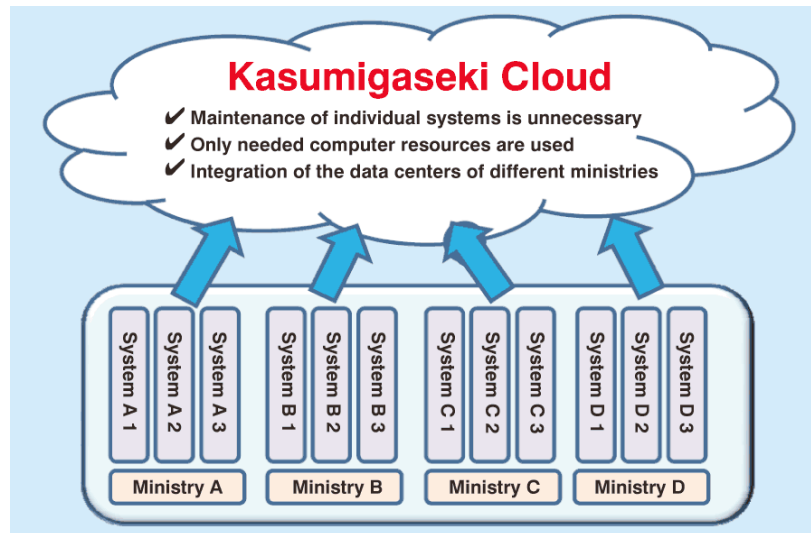 Kasumigaseki Cloud
✔ Maintenance of individual systems is unnecessary
✔ Only needed computer resources are used
✔ Integration of the data centers of different ministries
System A 1
System A 2
System A 3
System B 1
System B 2
System B 3
System C 1
System C 2
System C 3
System D 1
System D 2
System D 3
Ministry A
Ministry B
Ministry C
Ministry D